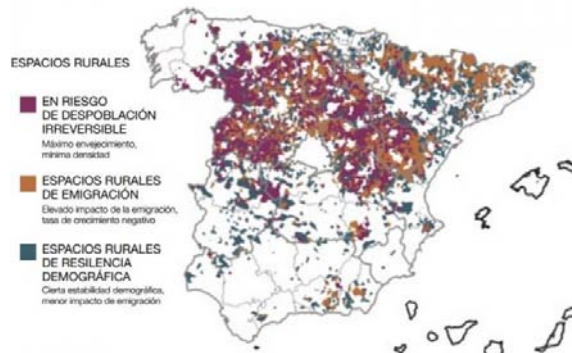 ESPACIOS RURALES
EN RIESGO
DE DESPOBLACIÓN
IRREVERSIBLE
Máximo envejecimiento,
mínima densidad
ESPACIOS RURALES
DE EMIGRACIÓN
Elevado impacto de la emigración,
tasa de crecimiento negativo
ESPACIOS RURALES
DE RESILENCIA
DEMOGRÁFICA
Cierta estabilidad demográfica,
menor impacto de emigración